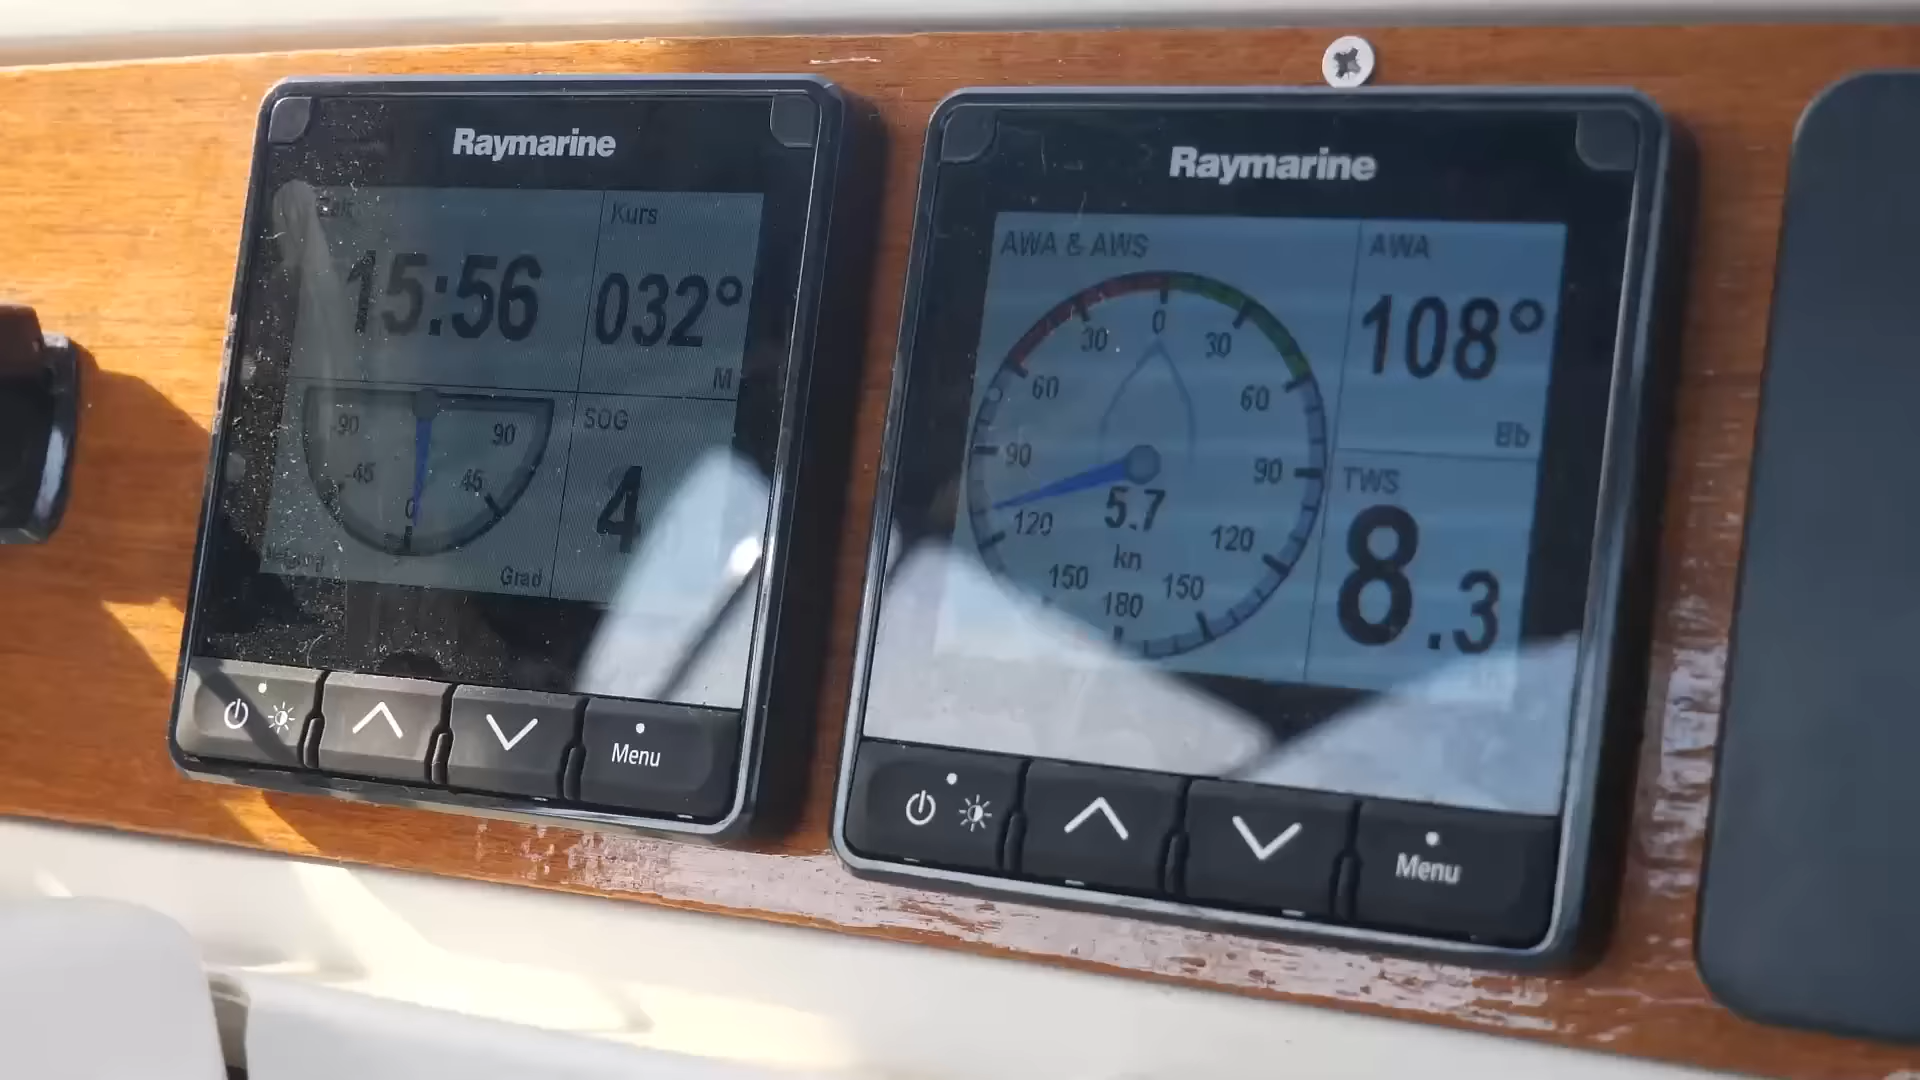 Raymarine
Zeit
Kurs
15:56
032°
M
-90
90
-45
45
0
Grad
SOG
4
Menu
Raymarine
AWA & AWS
0
30
30
60
60
90
90
120
120
150
150
180
5.7
kn
AWA
108°
Bb
TWS
8.3
Menu